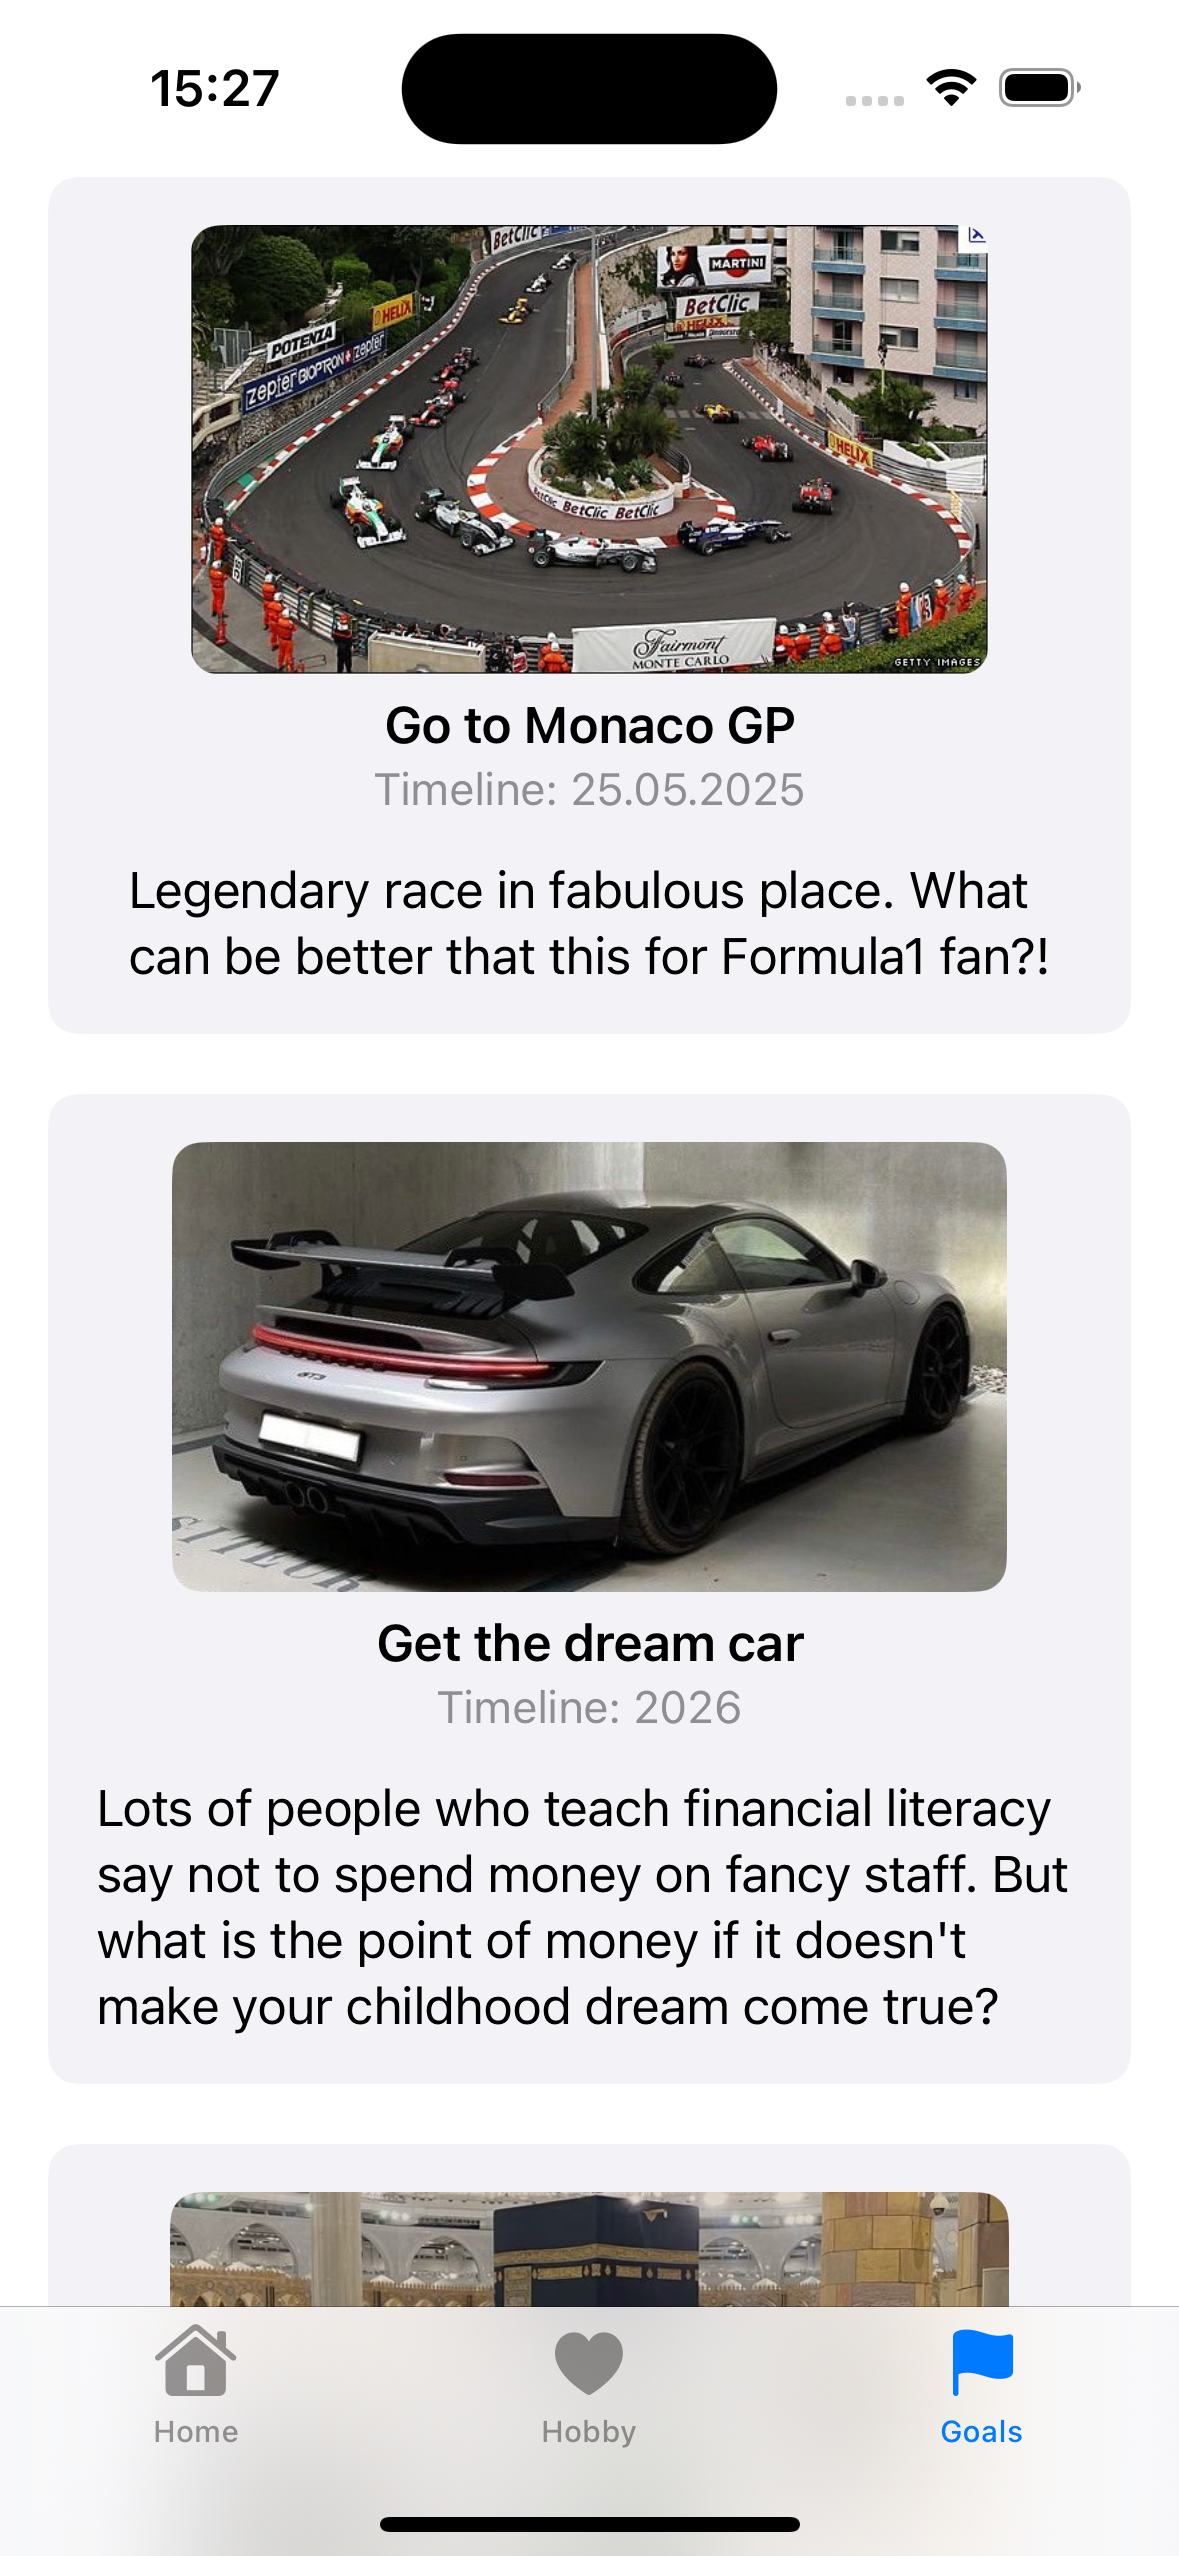 15:27
BetClic
MARTINI
BetClic
HELIX
HELIX
POTENZA
zepter BIOPTRON zepter
HELIX
BetClic BetClic
Fairmont
MONTE CARLO
GETTY IMAGES
Go to Monaco GP
Timeline: 25.05.2025
Legendary race in fabulous place. What
can be better that this for Formula1 fan?!
GT3
SITEUR
Get the dream car
Timeline: 2026
Lots of people who teach financial literacy
say not to spend money on fancy staff. But
what is the point of money if it doesn't
make your childhood dream come true?
Home
Hobby
Goals